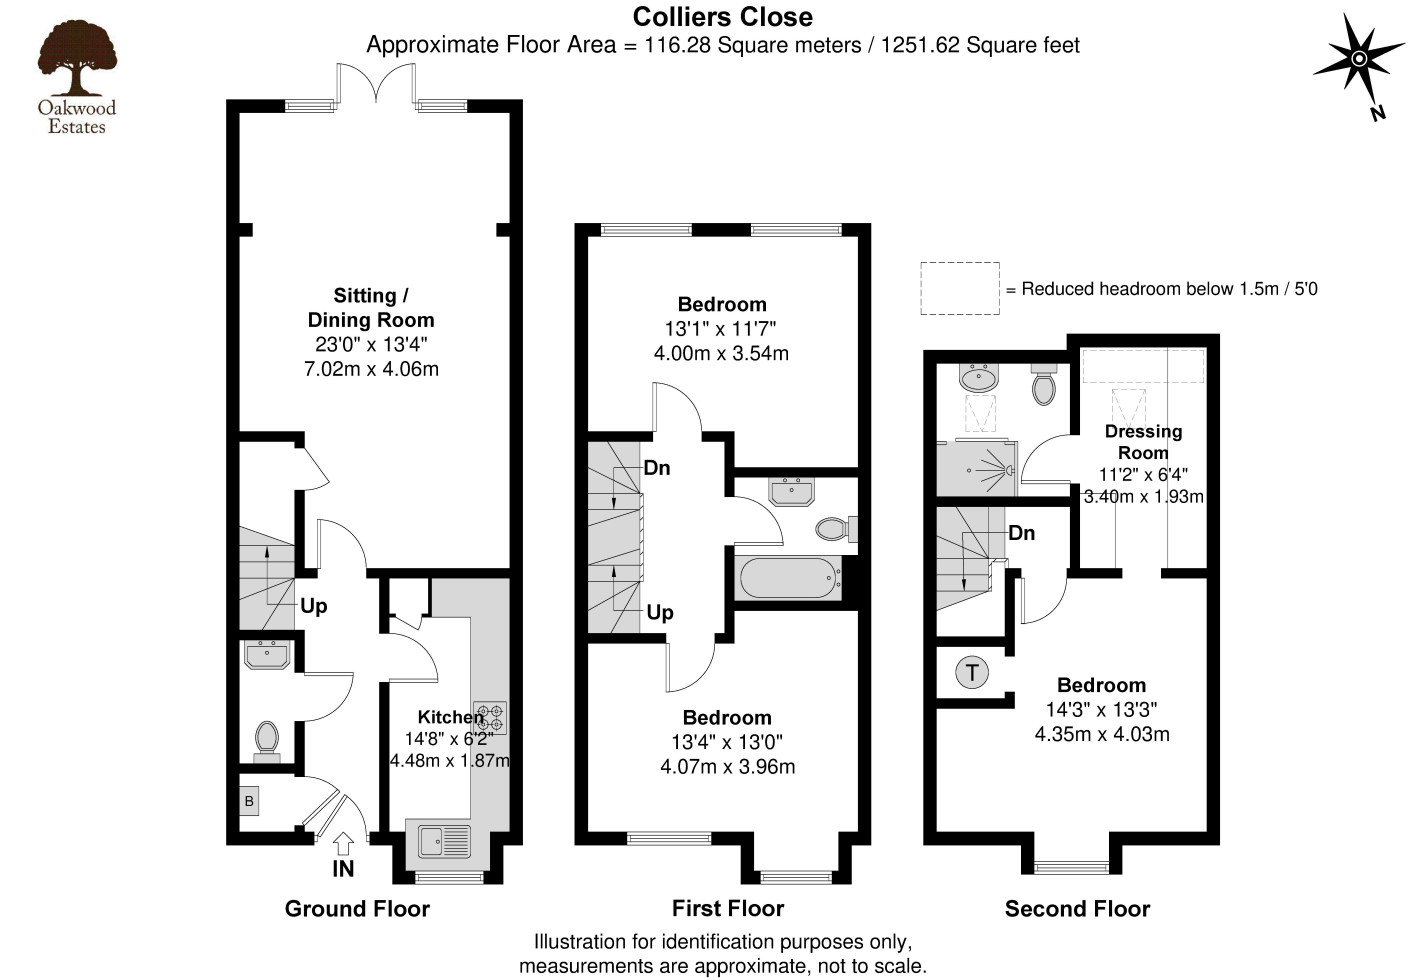 Colliers Close
Approximate Floor Area = 116.28 Square meters / 1251.62 Square feet
Oakwood
Estates
N
Sitting /
Dining Room
23'0" x 13'4"
7.02m x 4.06m
Up
Kitchen
14'8" x 6'2"
4.48m x 1.87m
B
IN
Ground Floor
Bedroom
13'1" x 11'7"
4.00m x 3.54m
Dn
Up
Bedroom
13'4" x 13'0"
4.07m x 3.96m
First Floor
= Reduced headroom below 1.5m / 5'0
Dressing
Room
11'2" x 6'4"
3.40m x 1.93m
Dn
T
Bedroom
14'3" x 13'3"
4.35m x 4.03m
Second Floor
Illustration for identification purposes only,
measurements are approximate, not to scale.